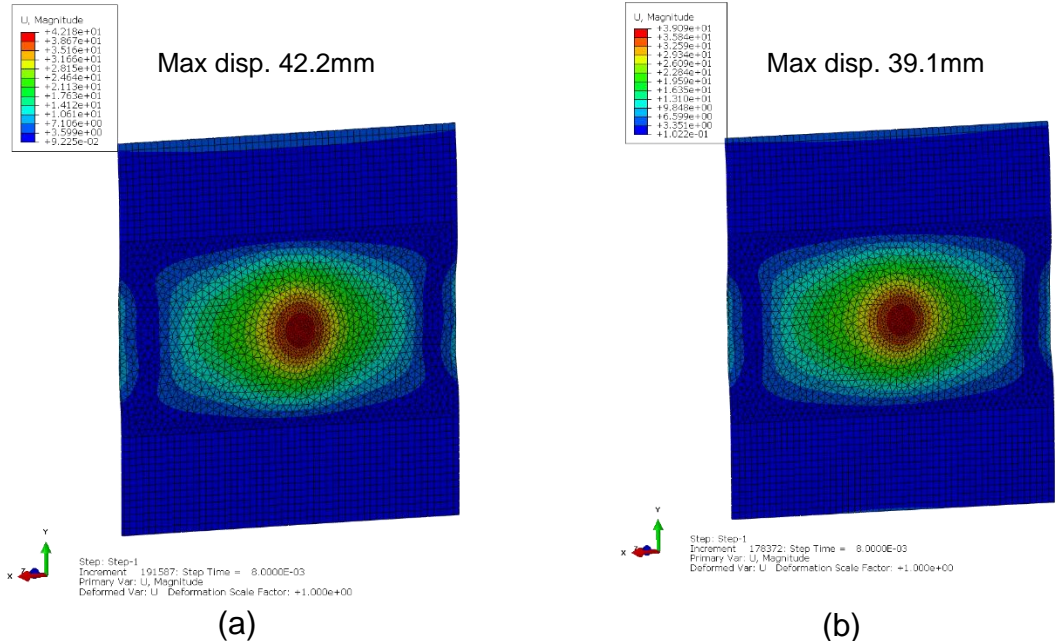 U, Magnitude
+4.218e+01
+3.867e+01
+3.516e+01
+3.166e+01
+2.815e+01
+2.464e+01
+2.113e+01
+1.763e+01
+1.412e+01
+1.061e+01
+7.106e+00
+3.599e+00
+9.225e-02
Max disp. 42.2mm
Y
X Z
Step: Step-1
Increment 191587: Step Time = 8.0000E-03
Primary Var: U, Magnitude
Deformed Var: U Deformation Scale Factor: +1.000e+00
(a)
U, Magnitude
+3.909e+01
+3.584e+01
+3.259e+01
+2.934e+01
+2.609e+01
+2.284e+01
+1.959e+01
+1.635e+01
+1.310e+01
+9.848e+00
+6.599e+00
+3.351e+00
+1.022e-01
Max disp. 39.1mm
Y
X Z
Step: Step-1
Increment 178372: Step Time = 8.0000E-03
Primary Var: U, Magnitude
Deformed Var: U Deformation Scale Factor: +1.000e+00
(b)